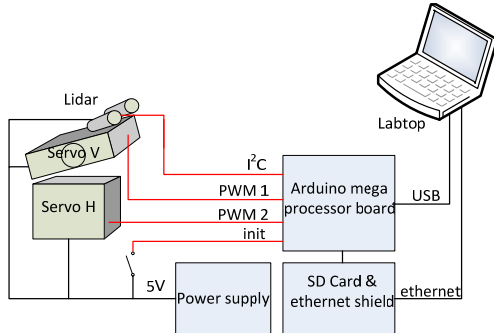 Lidar
Labtop
Servo V
I²C
Arduino mega
processor board
PWM 1
USB
Servo H
PWM 2
init
5V
Power supply
SD Card &
ethernet shield
ethernet